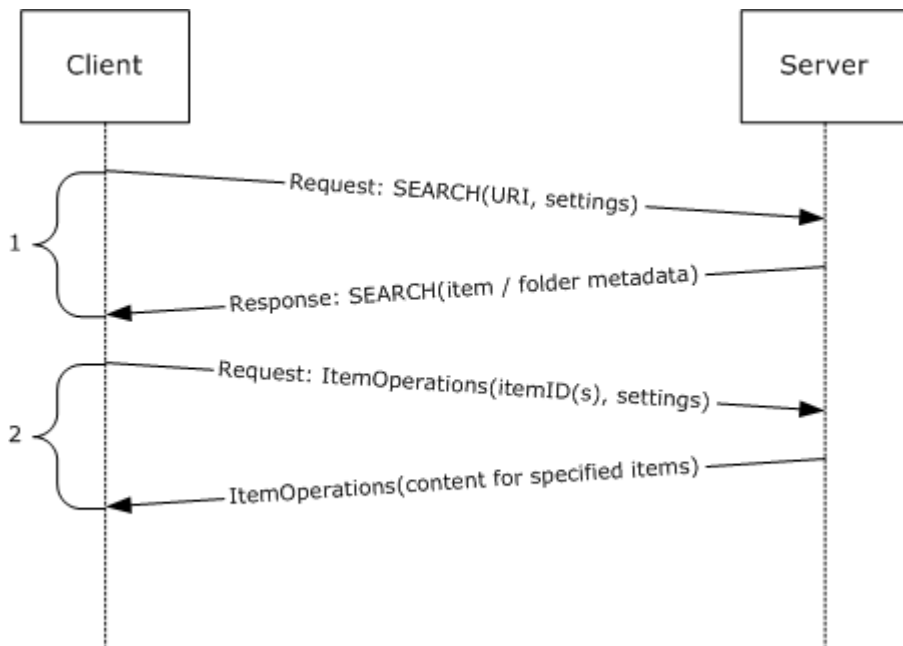 Client
Server
Request: SEARCH(URI, settings)
1
Response: SEARCH(item / folder metadata)
Request: ItemOperations(itemID(s), settings)
2
ItemOperations(content for specified items)